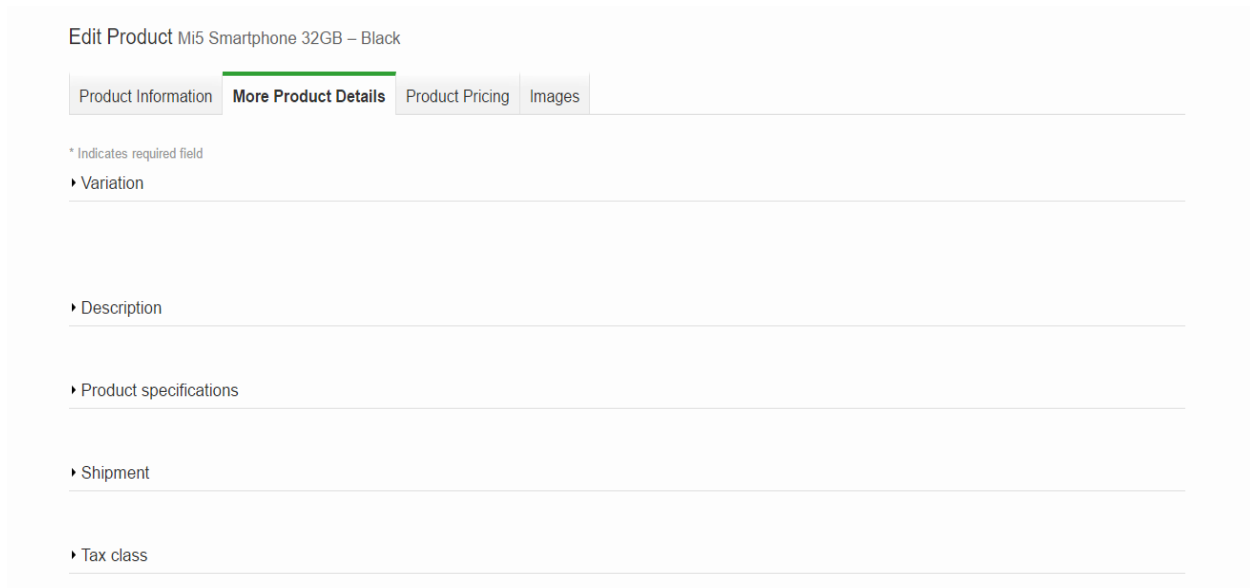 Edit Product Mi5 Smartphone 32GB – Black
Product Information More Product Details Product Pricing Images
* Indicates required field
Variation
Description
Product specifications
Shipment
Tax class